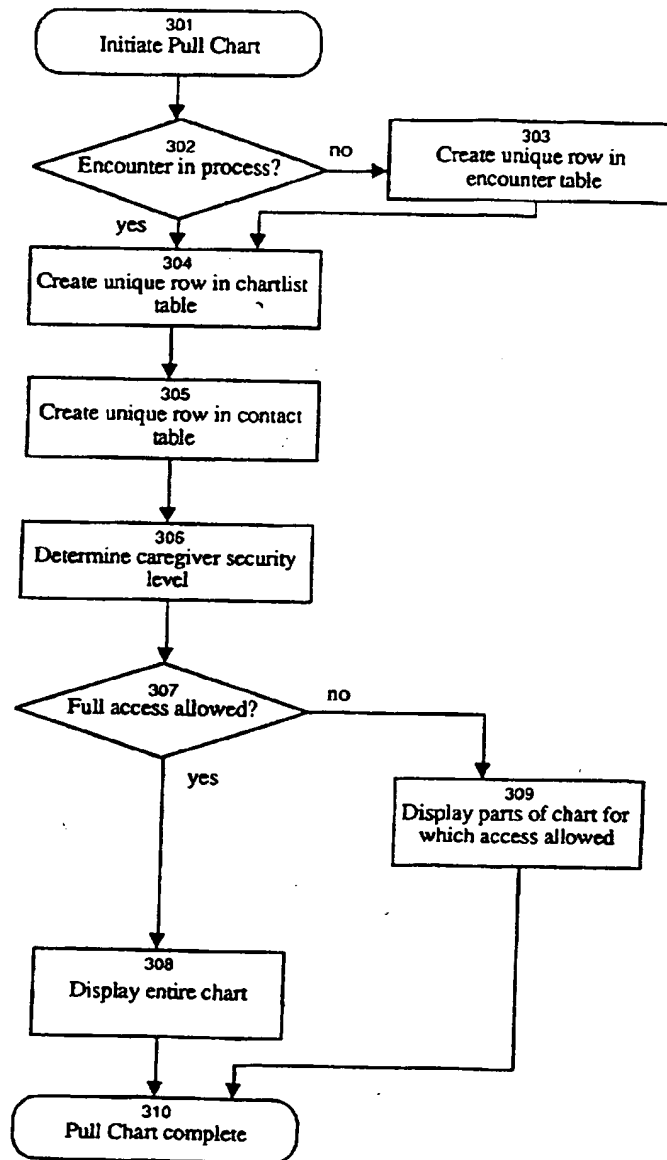 301
Initiate Pull Chart
302
Encounter in process?
no
303
Create unique row in
encounter table
yes
304
Create unique row in chartlist
table
305
Create unique row in contact
table
306
Determine caregiver security
level
307
Full access allowed?
no
yes
309
Display parts of chart for
which access allowed
308
Display entire chart
310
Pull Chart complete